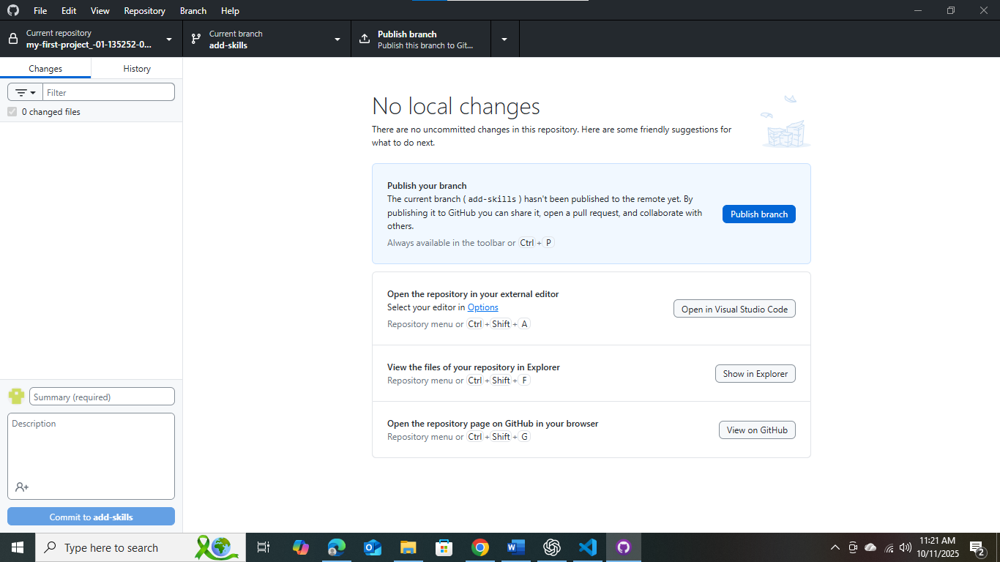 File Edit View Repository Branch Help
Current repository
my-first-project_-01-135252-0...
Current branch
add-skills
Publish branch
Publish this branch to Git...
Changes
History
Filter
0 changed files
No local changes
There are no uncommitted changes in this repository. Here are some friendly suggestions for
what to do next.
Publish your branch
The current branch ( add-skills ) hasn't been published to the remote yet. By
publishing it to GitHub you can share it, open a pull request, and collaborate with
others.
Always available in the toolbar or Ctrl + P
Publish branch
Open the repository in your external editor
Select your editor in Options
Repository menu or Ctrl + Shift + A
Open in Visual Studio Code
View the files of your repository in Explorer
Repository menu or Ctrl + Shift + F
Show in Explorer
Open the repository page on GitHub in your browser
Repository menu or Ctrl + Shift + G
View on GitHub
Summary (required)
Description
Commit to add-skills
Type here to search
11:21 AM
10/11/2025
2